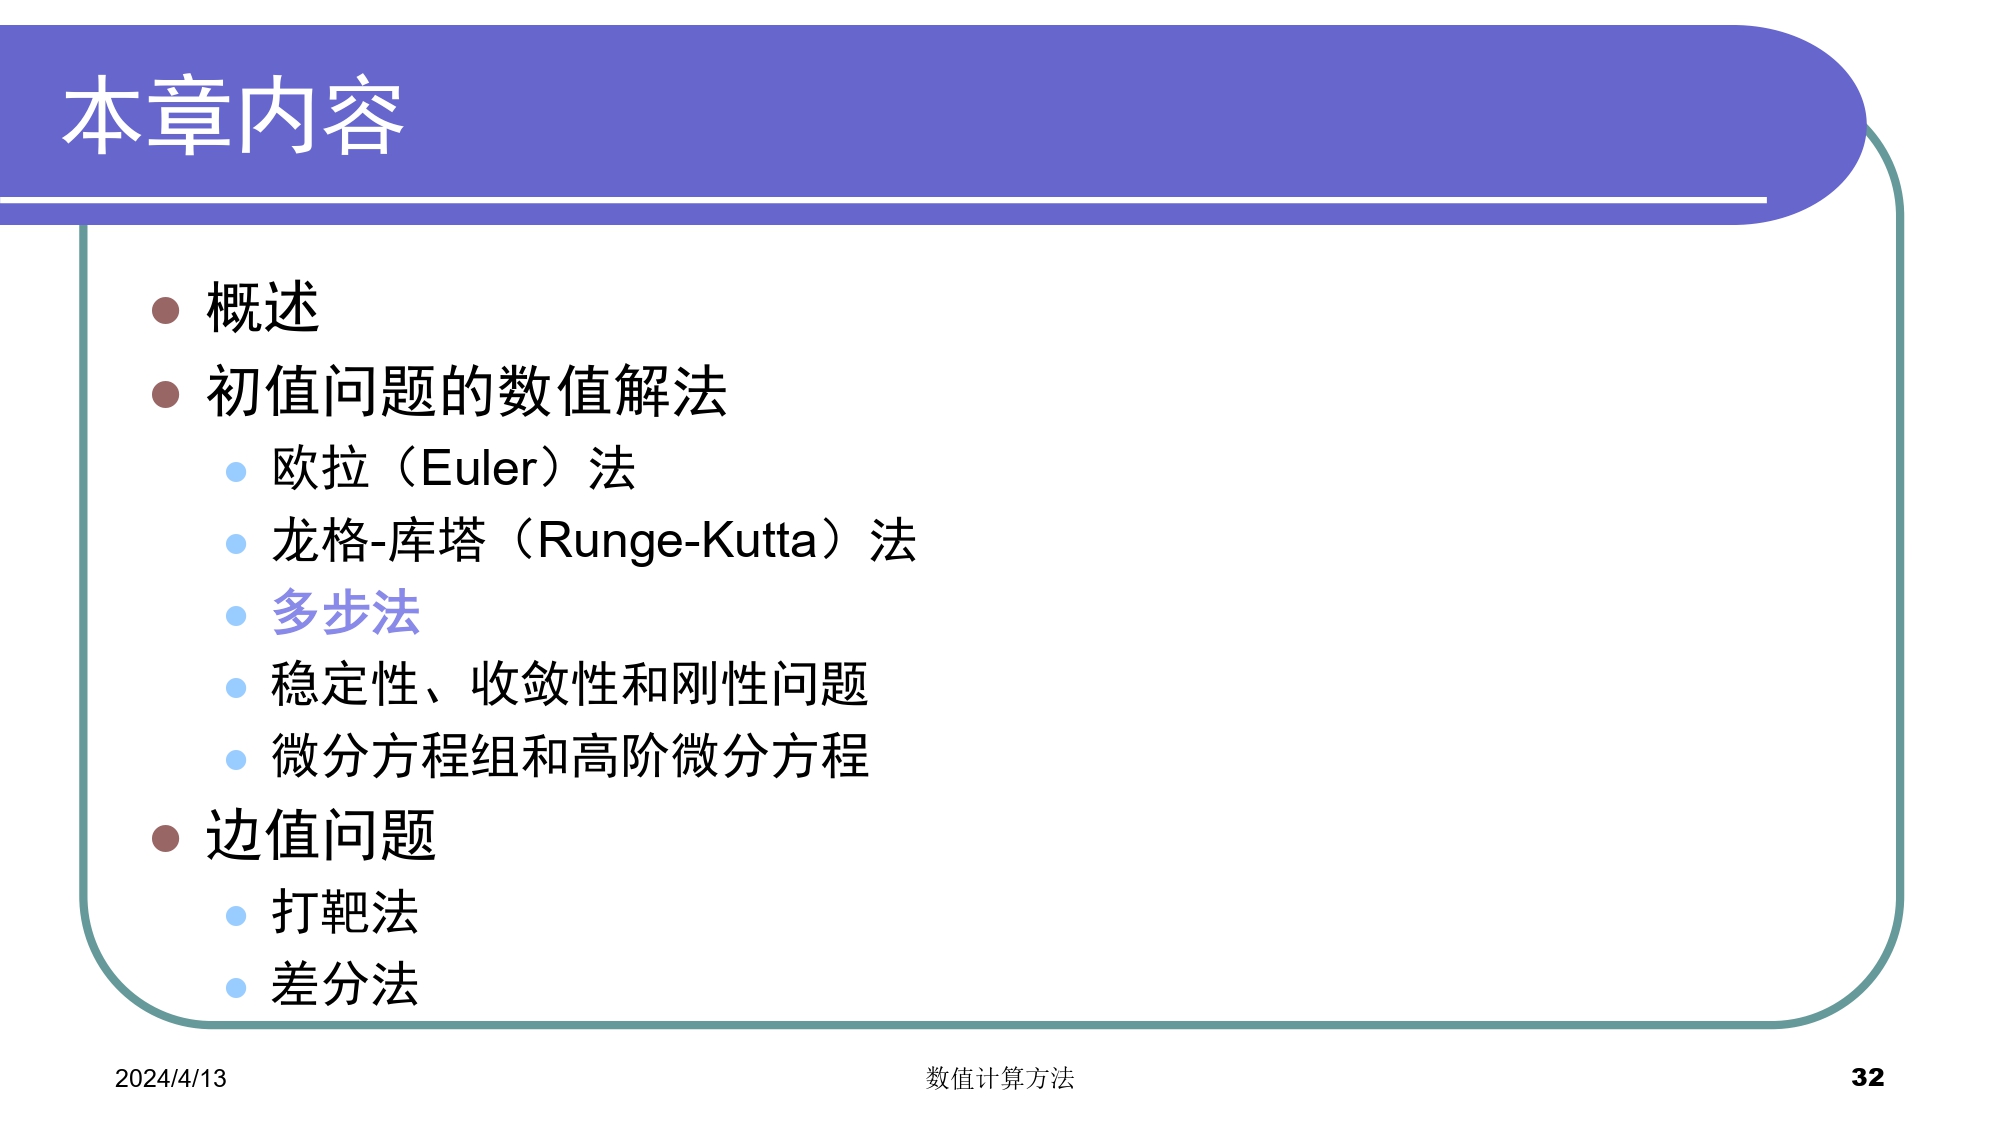 本章内容
概述
初值问题的数值解法
欧拉（Euler）法
龙格-库塔（Runge-Kutta）法
多步法
稳定性、收敛性和刚性问题
微分方程组和高阶微分方程
边值问题
打靶法
差分法
2024/4/13
数值计算方法
32